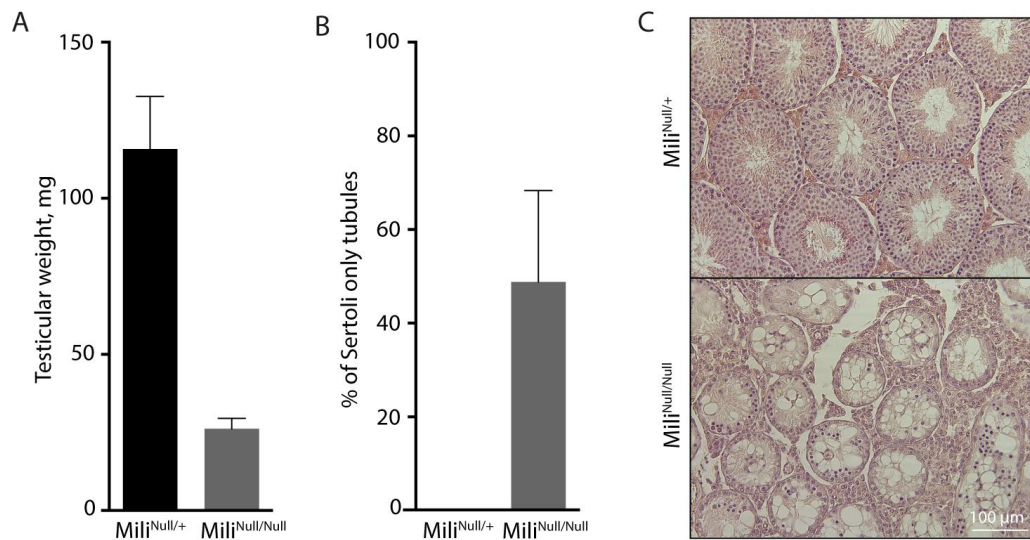 A
Testicular weight, mg
150
100
50
0
Mili^Null/+
Mili^Null/Null
B
% of Sertoli only tubules
100
80
60
40
20
0
Mili^Null/+
Mili^Null/Null
C
Mili^Null/+
Mili^Null/Null
100 µm